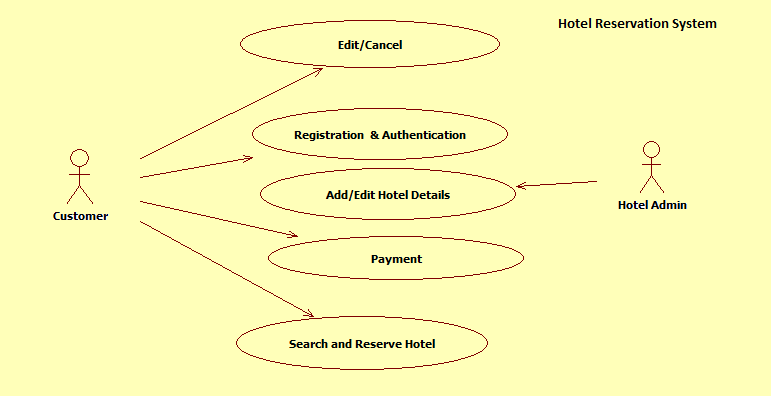 Hotel Reservation System
Edit/Cancel
Registration & Authentication
Add/Edit Hotel Details
Customer
Hotel Admin
Payment
Search and Reserve Hotel